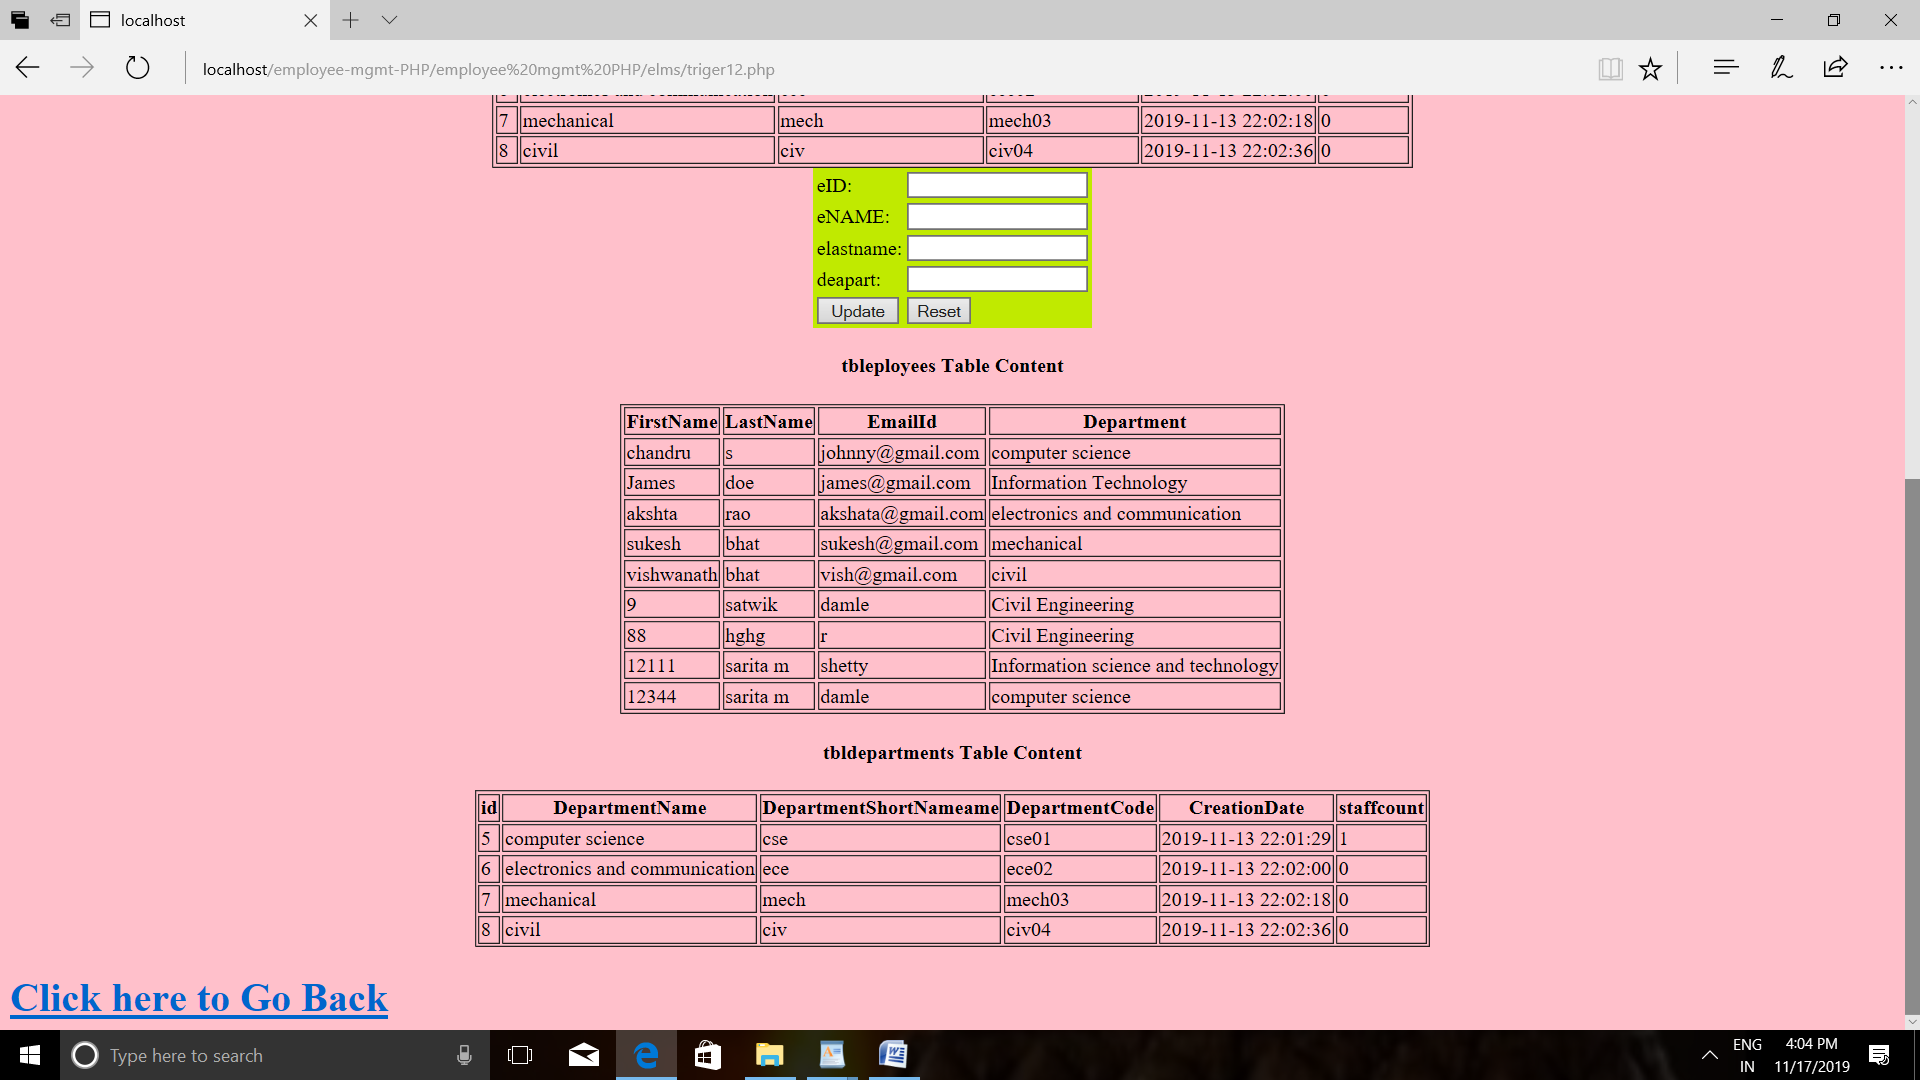 localhost
localhost/employee-mgmt-PHP/employee%20mgmt%20PHP/elms/triger12.php
7 mechanical mech mech03 2019-11-13 22:02:18 0
8 civil civ civ04 2019-11-13 22:02:36 0
eID:
eNAME:
elastname:
deapart:
Update Reset
tbleployees Table Content
FirstName LastName EmailId Department
chandru s johnny@gmail.com computer science
James doe james@gmail.com Information Technology
akshta rao akshata@gmail.com electronics and communication
sukesh bhat sukesh@gmail.com mechanical
vishwanath bhat vish@gmail.com civil
9 satwik damle Civil Engineering
88 hghg r Civil Engineering
12111 sarita m shetty Information science and technology
12344 sarita m damle computer science
tbldepartments Table Content
id DepartmentName DepartmentShortNameame DepartmentCode CreationDate staffcount
5 computer science cse cse01 2019-11-13 22:01:29 1
6 electronics and communication ece ece02 2019-11-13 22:02:00 0
7 mechanical mech mech03 2019-11-13 22:02:18 0
8 civil civ civ04 2019-11-13 22:02:36 0
Click here to Go Back
Type here to search
ENG 4:04 PM
IN 11/17/2019